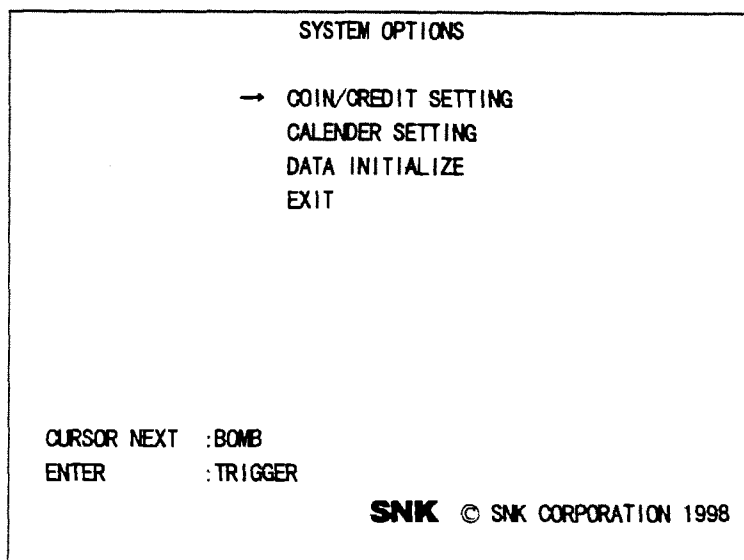 SYSTEM OPTIONS
→ COIN/CREDIT SETTING
CALENDER SETTING
DATA INITIALIZE
EXIT
CURSOR NEXT :BOMB
ENTER :TRIGGER
SNK © SNK CORPORATION 1998